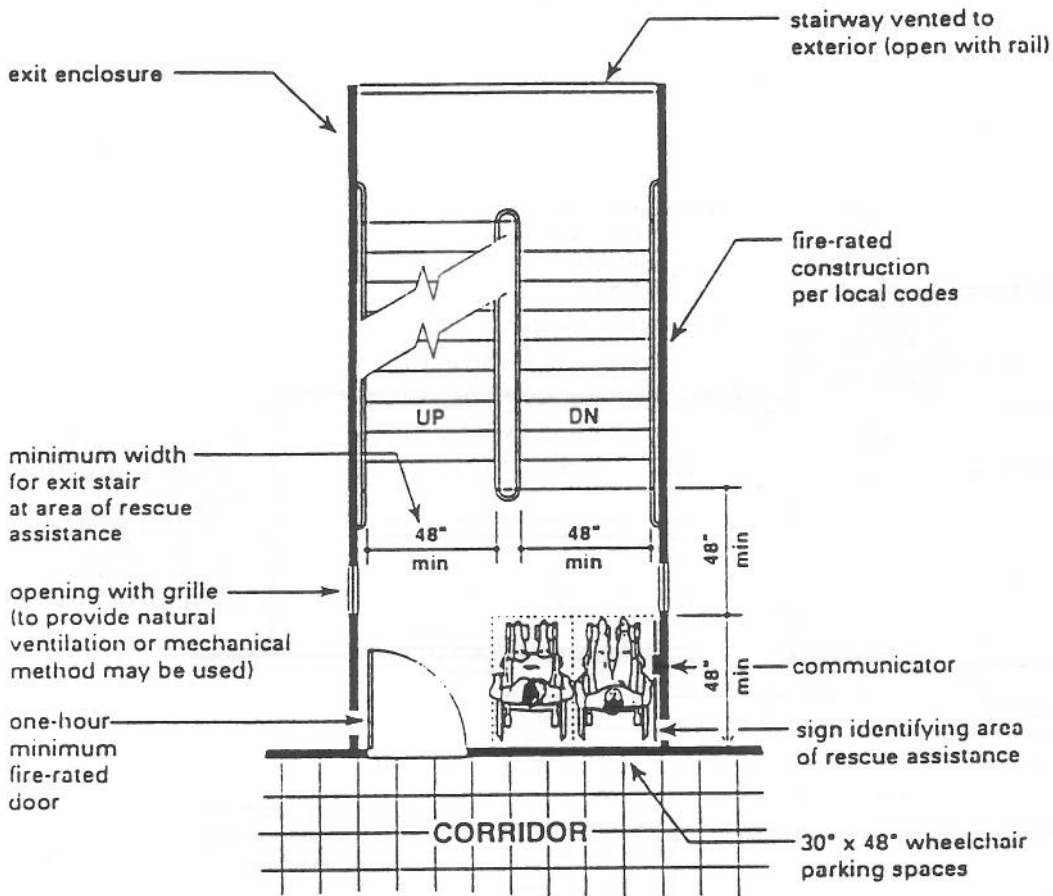 stairway vented to
exterior (open with rail)
exit enclosure
fire-rated
construction
per local codes
UP
DN
minimum width
for exit stair
at area of rescue
assistance
48"
min
48"
min
48"
min
opening with grille
(to provide natural
ventilation or mechanical
method may be used)
48"
min
communicator
one-hour
minimum
fire-rated
door
sign identifying area
of rescue assistance
CORRIDOR
30" x 48" wheelchair
parking spaces